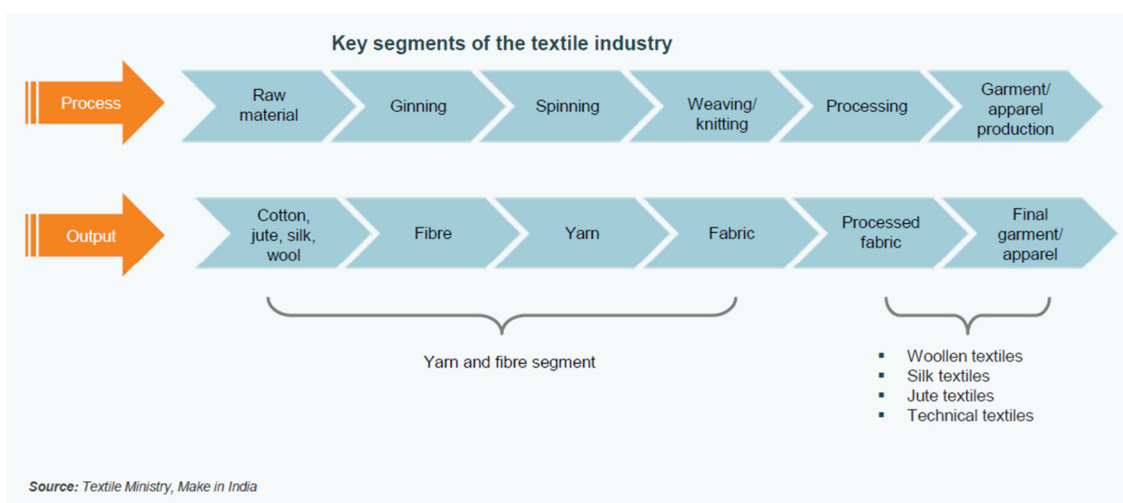 Key segments of the textile industry
Process
Raw
material
Ginning
Spinning
Weaving/
knitting
Processing
Garment/
apparel
production
Output
Cotton,
jute, silk,
wool
Fibre
Yarn
Fabric
Processed
fabric
Final
garment/
apparel
Yarn and fibre segment
▪ Woollen textiles
▪ Silk textiles
▪ Jute textiles
▪ Technical textiles
Source: Textile Ministry, Make in India